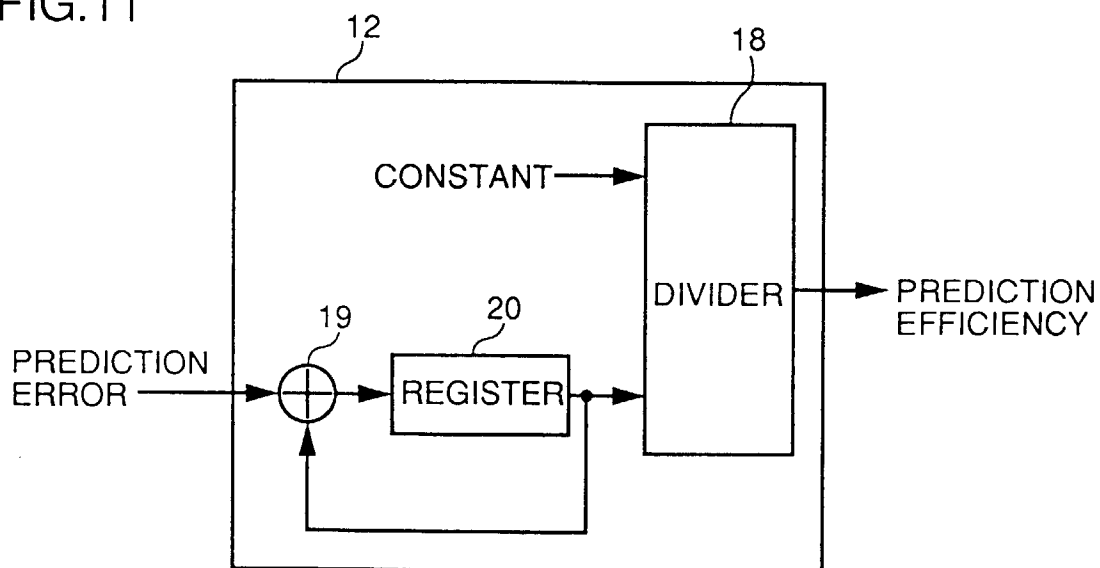 FIG.11
12
18
CONSTANT
DIVIDER
PREDICTION
EFFICIENCY
19
20
PREDICTION
ERROR
REGISTER